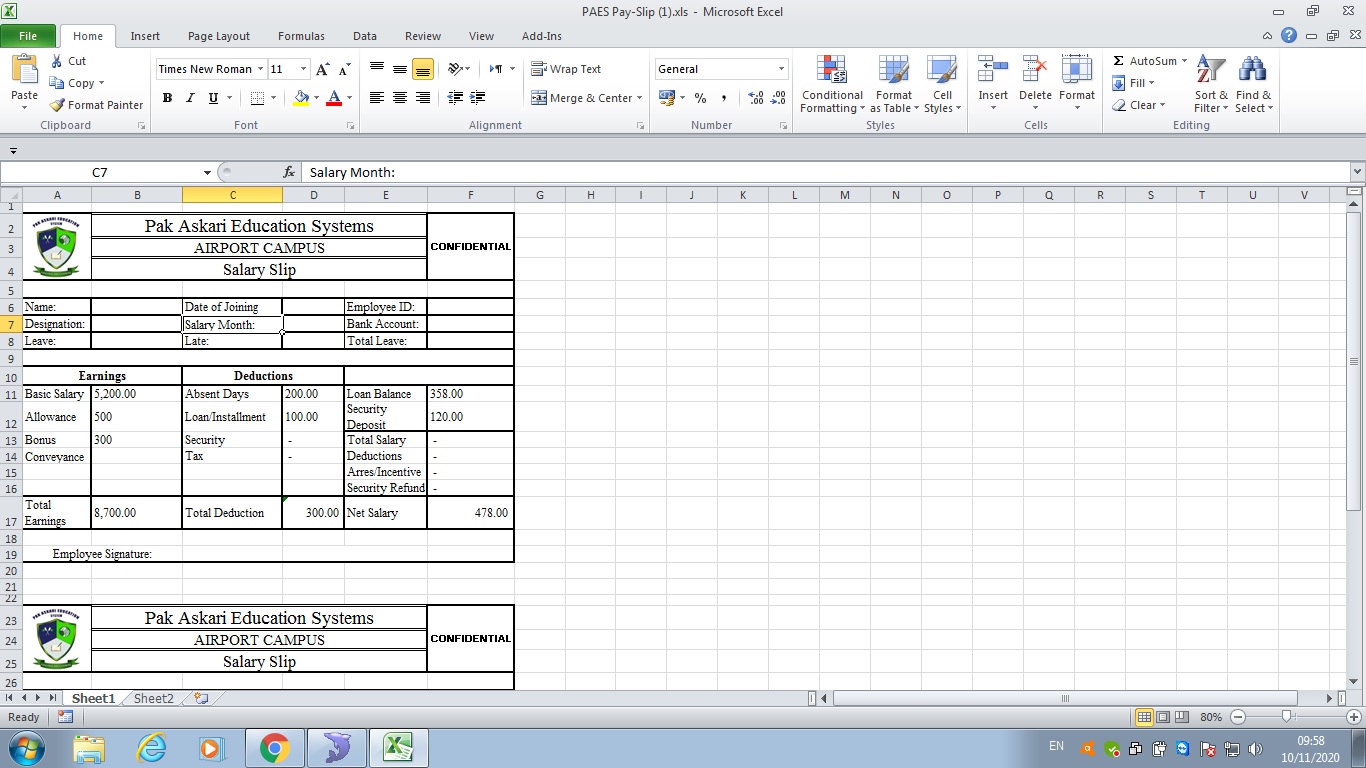 PAES Pay-Slip (1).xls - Microsoft Excel
File Home Insert Page Layout Formulas Data Review View Add-Ins
Paste Cut Copy Format Painter Clipboard
Times New Roman 11 A A B I U A Font
Wrap Text Merge & Center Alignment
General % , Number
Conditional Formatting Format as Table Cell Styles Styles
Insert Delete Format Cells
Σ AutoSum Fill Clear Sort & Filter Find & Select Editing
C7 fx Salary Month:
A B C D E F G H I J K L M N O P Q R S T U V
1
2 Pak Askari Education Systems
3 AIRPORT CAMPUS CONFIDENTIAL
4 Salary Slip
5
6 Name: Date of Joining Employee ID:
7 Designation: Salary Month: Bank Account:
8 Leave: Late: Total Leave:
9
10 Earnings Deductions
11 Basic Salary 5,200.00 Absent Days 200.00 Loan Balance 358.00
12 Allowance 500 Loan/Installment 100.00 Security Deposit 120.00
13 Bonus 300 Security - Total Salary -
14 Conveyance Tax - Deductions -
15 Arres/Incentive -
16 Security Refund -
17 Total Earnings 8,700.00 Total Deduction 300.00 Net Salary 478.00
18
19 Employee Signature:
20
21
22
23 Pak Askari Education Systems
24 AIRPORT CAMPUS CONFIDENTIAL
25 Salary Slip
26
Sheet1 Sheet2
Ready 80%
EN 09:58
10/11/2020